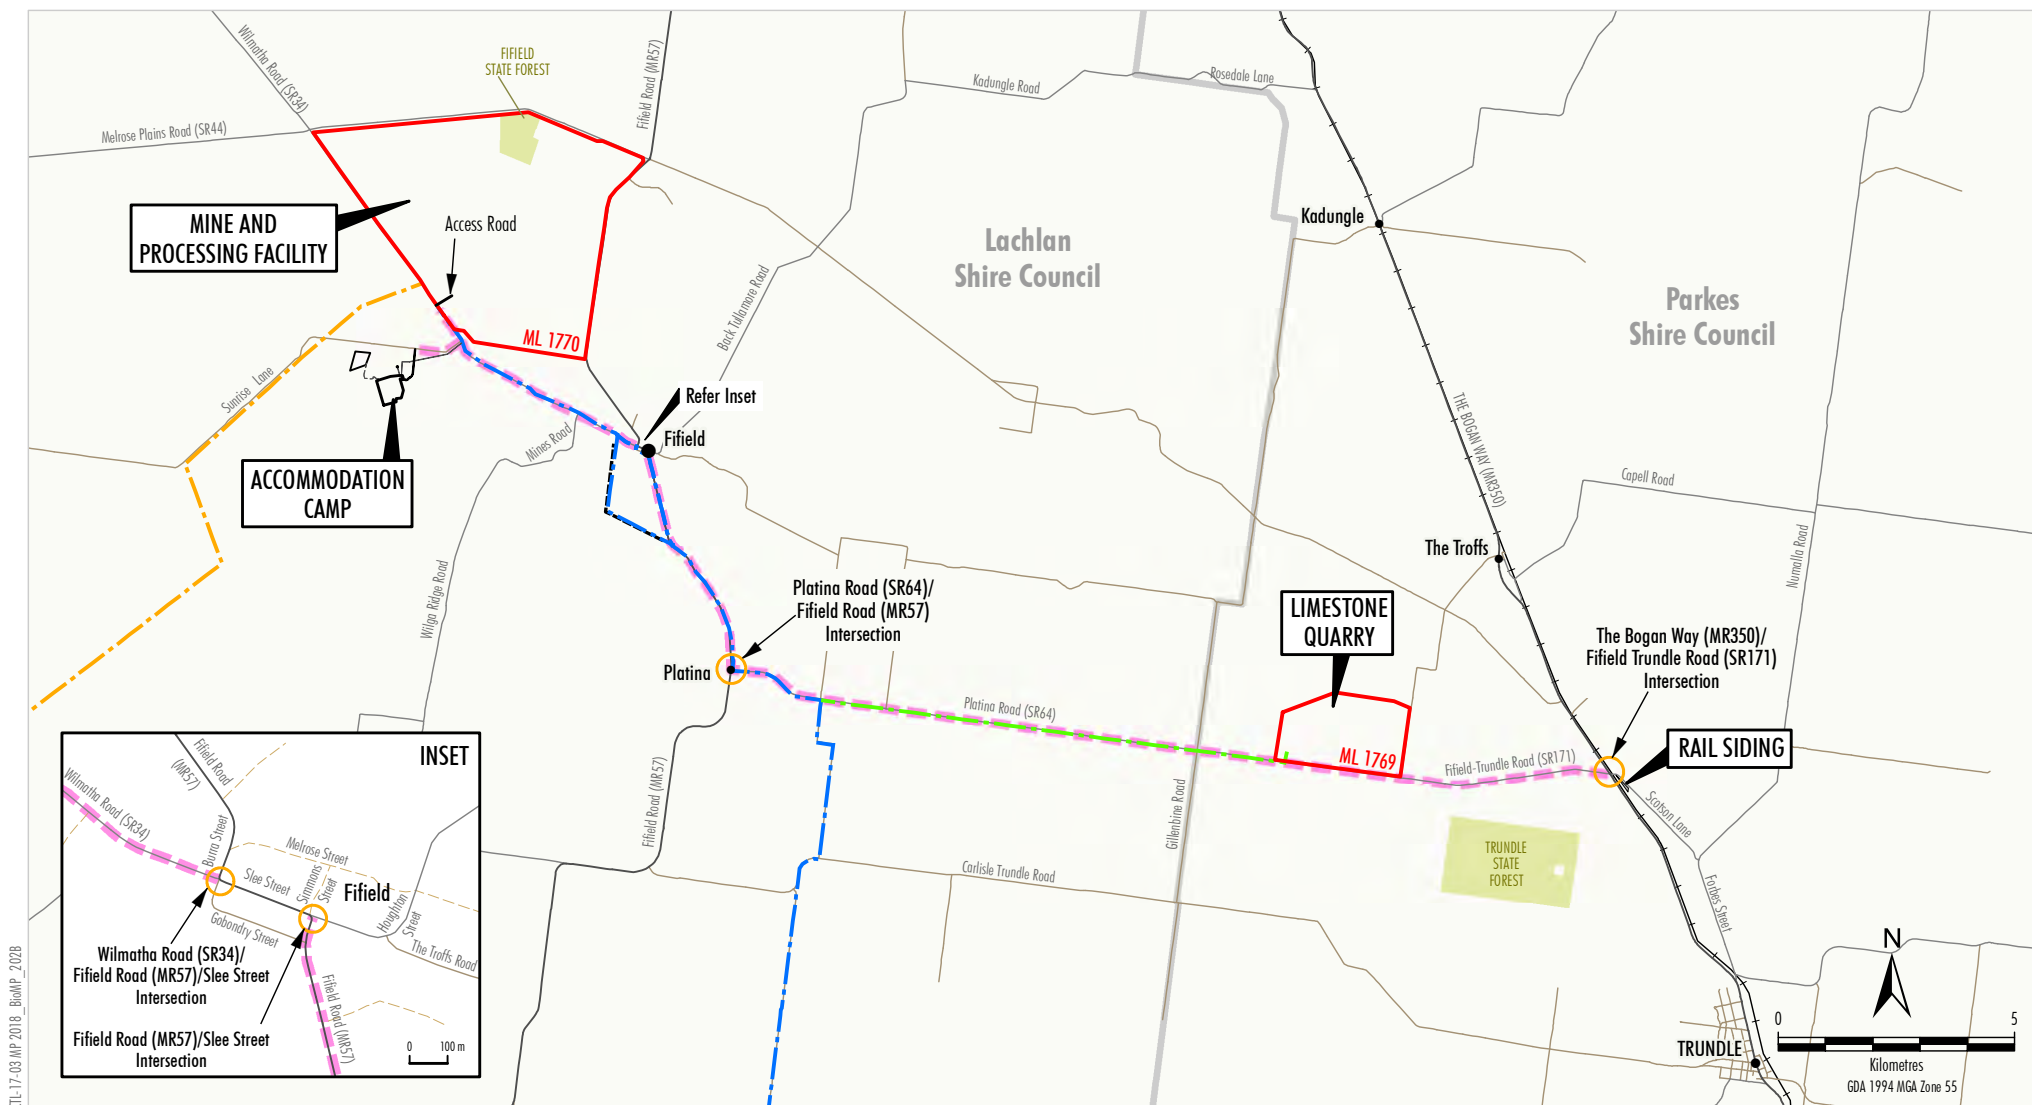 Wilmatha Road (SR34)
FIFIELD
STATE FOREST
Fifield Road (MR57)
Melrose Plains Road (SR44)
Kadungle Road
Rosedale Lane
MINE AND
PROCESSING FACILITY
Access Road
Kadungle
Lachlan
Shire Council
Parkes
Shire Council
ML 1770
Back Tullamore Road
Sunrise Lane
Refer Inset
Fifield
Mines Road
ACCOMMODATION
CAMP
THE BOGAN WAY (MR350)
Capell Road
The Troffs
Numalla Road
Wilga Ridge Road
Platina Road (SR64)/
Fifield Road (MR57)
Intersection
LIMESTONE
QUARRY
The Bogan Way (MR350)/
Fifield Trundle Road (SR171)
Intersection
Platina
Platina Road (SR64)
ML 1769
Fifield-Trundle Road (SR171)
RAIL SIDING
Fifield Road (MR57)
Gillenbine Road
Scotson Lane
TRUNDLE
STATE
FOREST
Carlisle Trundle Road
Forbes Street
TRUNDLE
INSET
Fifield Road
(MR57)
Wilmatha Road (SR34)
Burra Street
Melrose Street
Slee Street
Simmons
Street
Fifield
Houghton
Street
Gobondry Street
The Troffs Road
Wilmatha Road (SR34)/
Fifield Road (MR57)/Slee Street
Intersection
Fifield Road (MR57)
Fifield Road (MR57)/Slee Street
Intersection
0 100 m
N
0 5
Kilometres
GDA 1994 MGA Zone 55
CTL-17-03 MP 2018_BioMP_202B